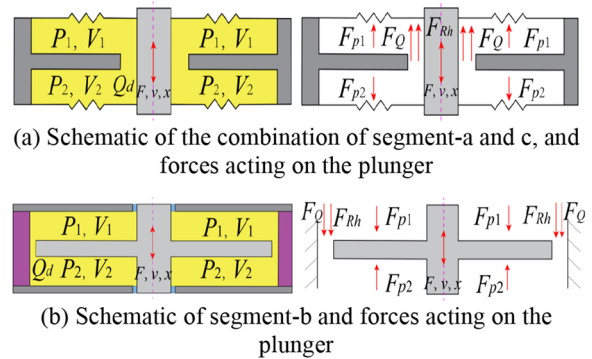 P₁, V₁ P₁, V₁ Fp1 FQ FRh FQ Fp1
P₂, V₂ Qd F, v, x P₂, V₂ Fp2 F, v, x Fp2
(a) Schematic of the combination of segment-a and c, and
forces acting on the plunger
P₁, V₁ P₁, V₁ FQ FRh Fp1 Fp1 FRh FQ
Qd P₂, V₂ F, v, x P₂, V₂ Fp2 F, v, x Fp2
(b) Schematic of segment-b and forces acting on the
plunger